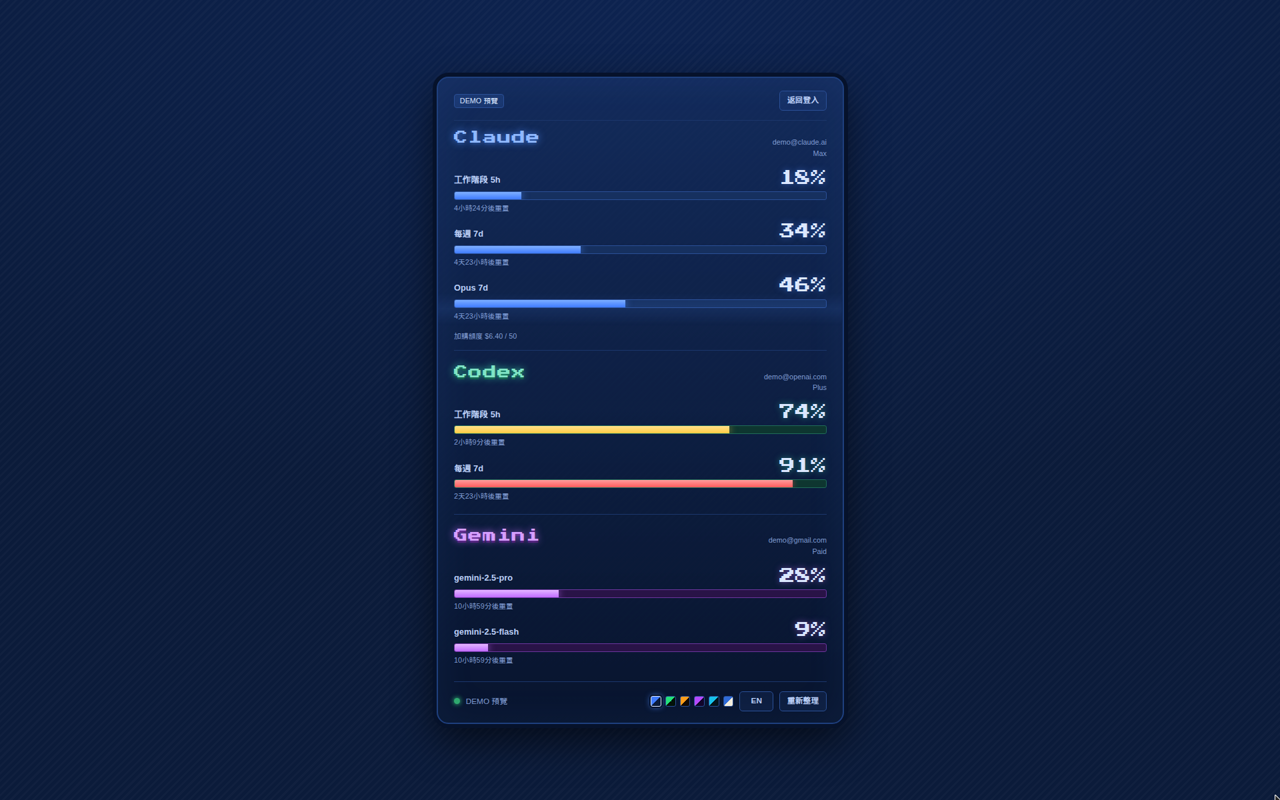 DEMO 預覽
返回登入
Claude
demo@claude.ai
Max
工作階段 5h
18%
4小時24分後重置
每週 7d
34%
4天23小時後重置
Opus 7d
46%
4天23小時後重置
加購額度 $6.40 / 50
Codex
demo@openai.com
Plus
工作階段 5h
74%
2小時9分後重置
每週 7d
91%
2天23小時後重置
Gemini
demo@gmail.com
Paid
gemini-2.5-pro
28%
10小時59分後重置
gemini-2.5-flash
9%
10小時59分後重置
DEMO 預覽
EN
重新整理